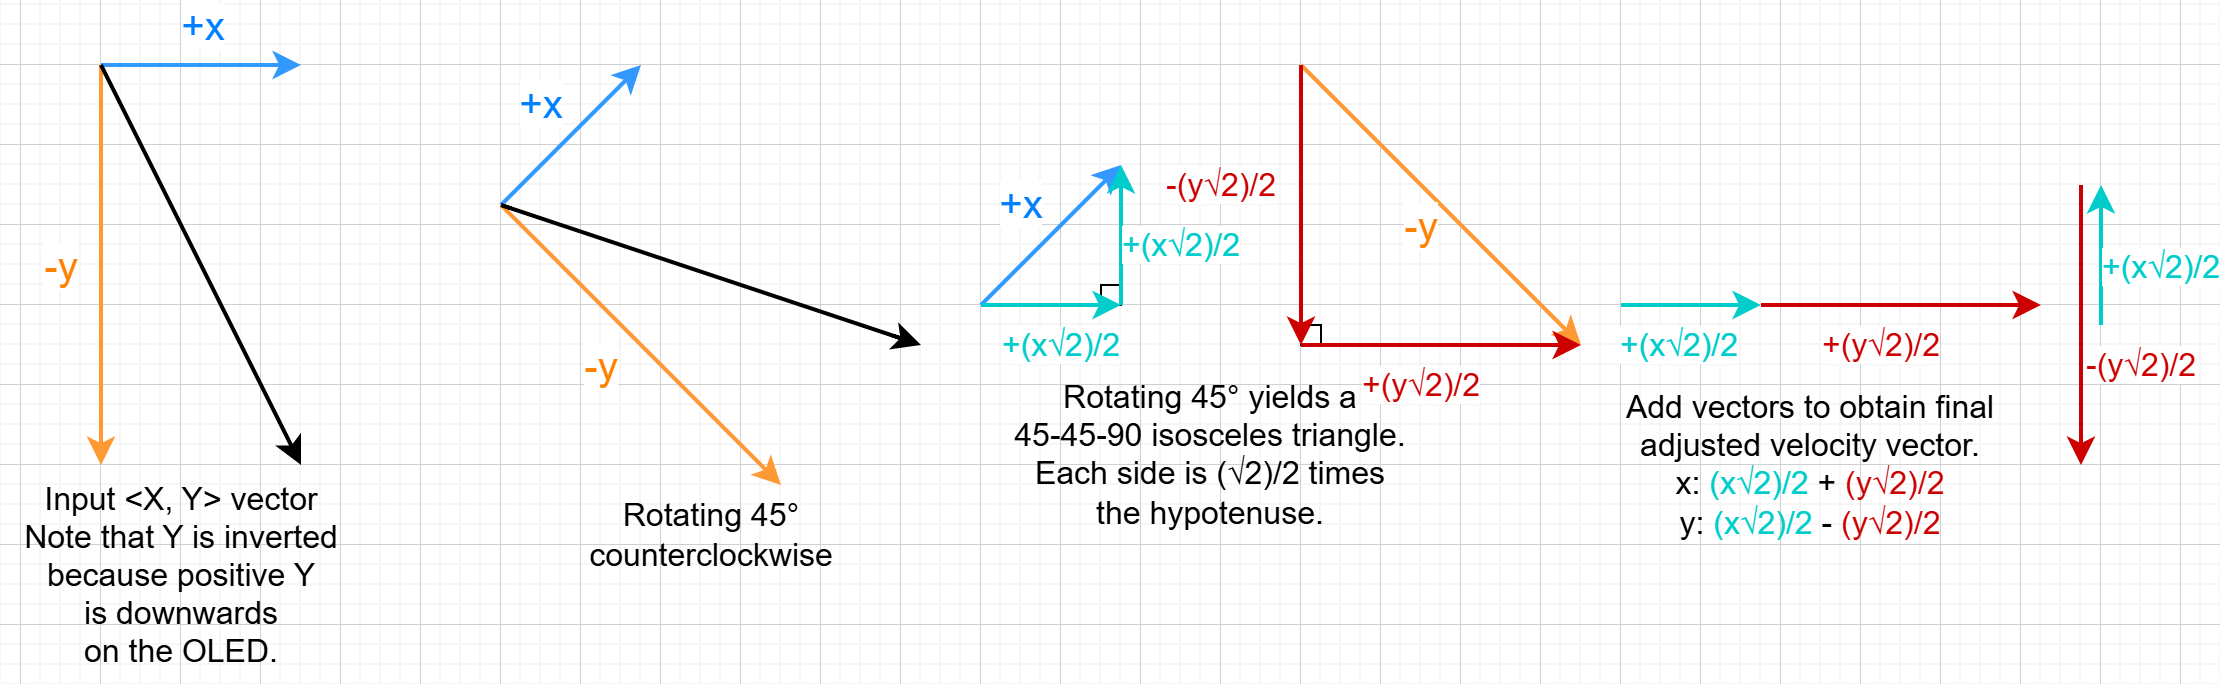 +x
-y
Input <X, Y> vector
Note that Y is inverted
because positive Y
is downwards
on the OLED.
+x
-y
Rotating 45°
counterclockwise
+x
+(x√2)/2
+(x√2)/2
-(y√2)/2
-y
+(y√2)/2
Rotating 45° yields a
45-45-90 isosceles triangle.
Each side is (√2)/2 times
the hypotenuse.
+(x√2)/2
+(y√2)/2
+(x√2)/2
-(y√2)/2
Add vectors to obtain final
adjusted velocity vector.
x: (x√2)/2 + (y√2)/2
y: (x√2)/2 - (y√2)/2